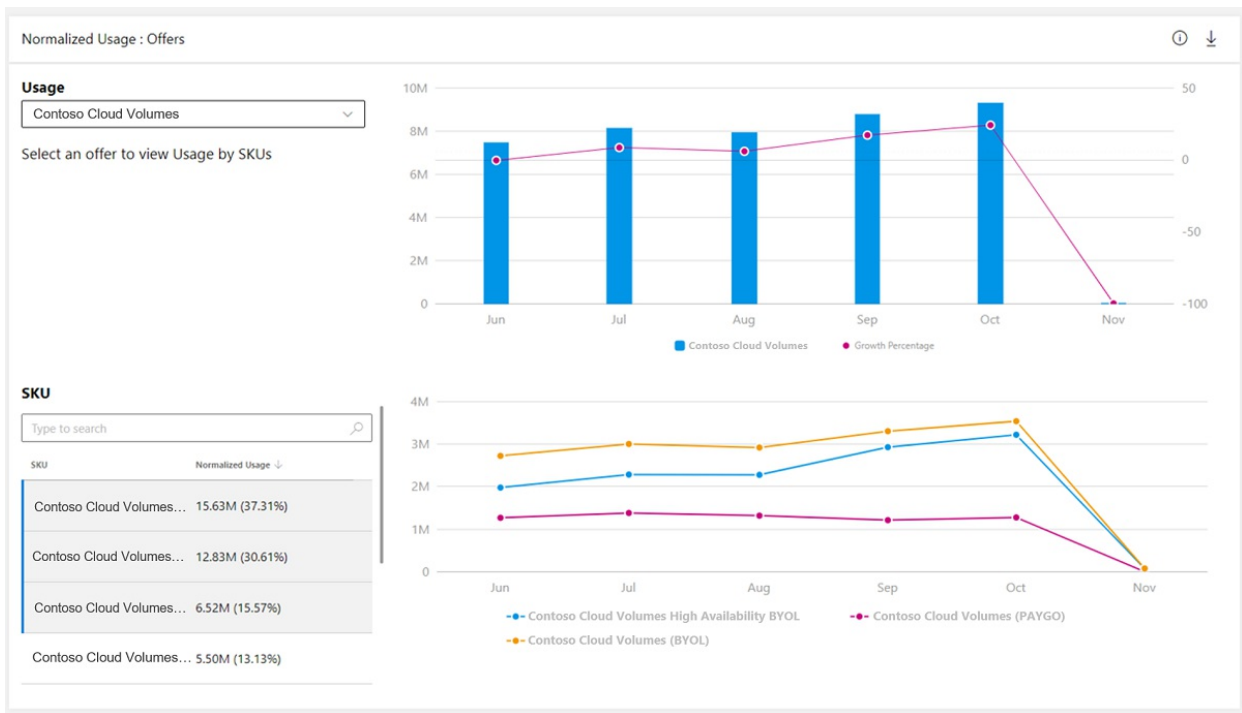 Normalized Usage : Offers
Usage
Contoso Cloud Volumes
Select an offer to view Usage by SKUs
10M
8M
6M
4M
2M
0
50
0
-50
-100
Jun Jul Aug Sep Oct Nov
Contoso Cloud Volumes Growth Percentage
SKU
Type to search
SKU Normalized Usage ↓
Contoso Cloud Volumes... 15.63M (37.31%)
Contoso Cloud Volumes... 12.83M (30.61%)
Contoso Cloud Volumes... 6.52M (15.57%)
Contoso Cloud Volumes... 5.50M (13.13%)
4M
3M
2M
1M
0
Jun Jul Aug Sep Oct Nov
Contoso Cloud Volumes High Availability BYOL Contoso Cloud Volumes (PAYGO)
Contoso Cloud Volumes (BYOL)